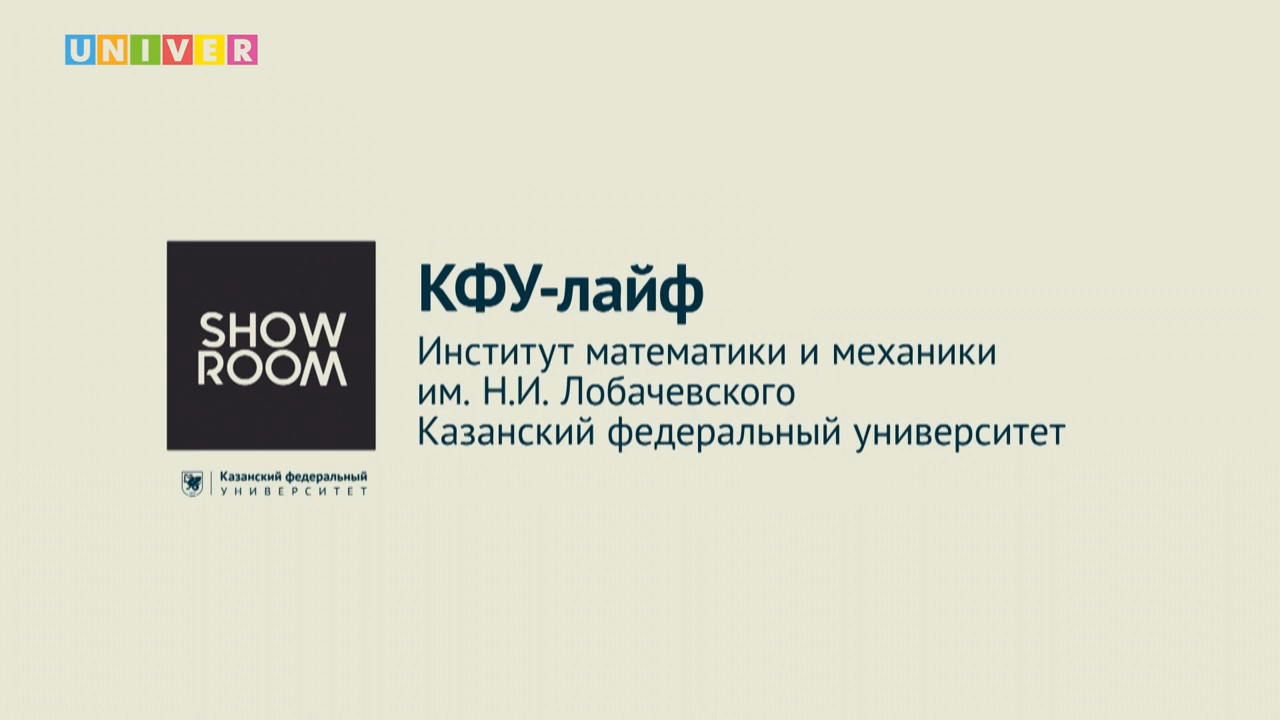 UNIVER
SHOW
ROOM
КФУ-лайф
Институт математики и механики
им. Н.И. Лобачевского
Казанский федеральный университет
Казанский федеральный
УНИВЕРСИТЕТ